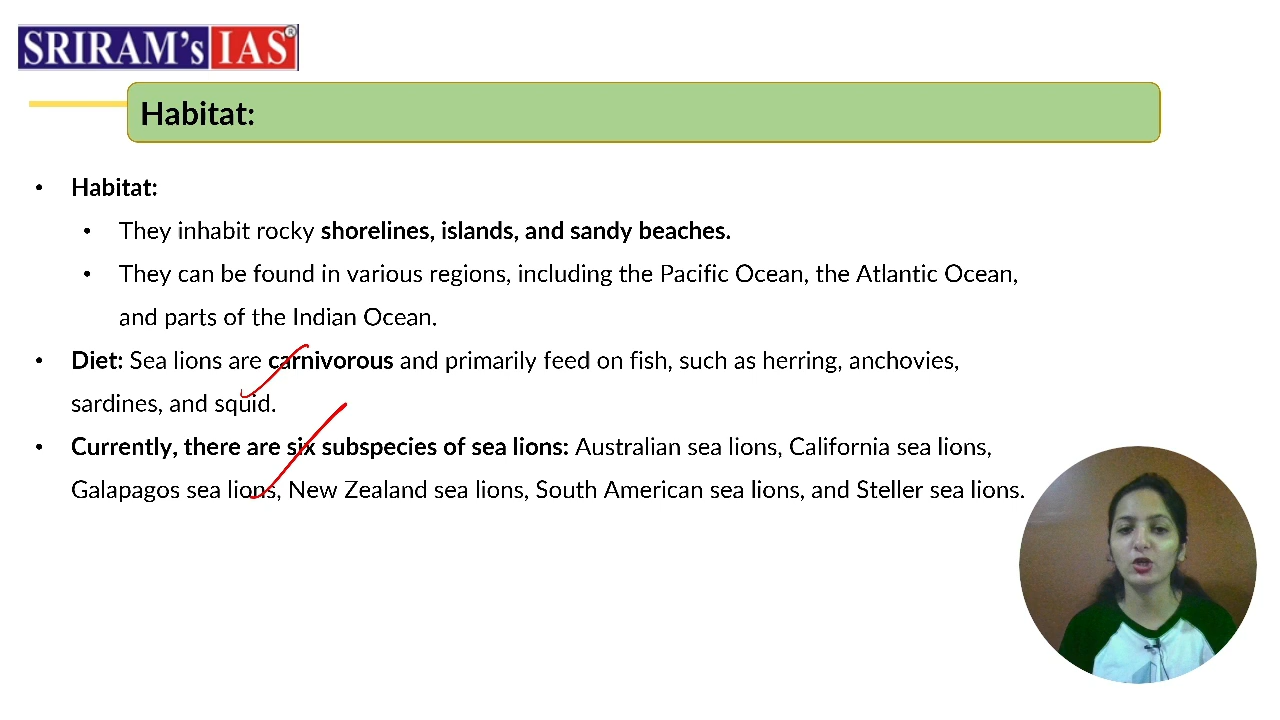 SRIRAM's IAS®
Habitat:
• Habitat:
• They inhabit rocky shorelines, islands, and sandy beaches.
• They can be found in various regions, including the Pacific Ocean, the Atlantic Ocean,
and parts of the Indian Ocean.
• Diet: Sea lions are carnivorous and primarily feed on fish, such as herring, anchovies,
sardines, and squid.
• Currently, there are six subspecies of sea lions: Australian sea lions, California sea lions,
Galapagos sea lions, New Zealand sea lions, South American sea lions, and Steller sea lions.